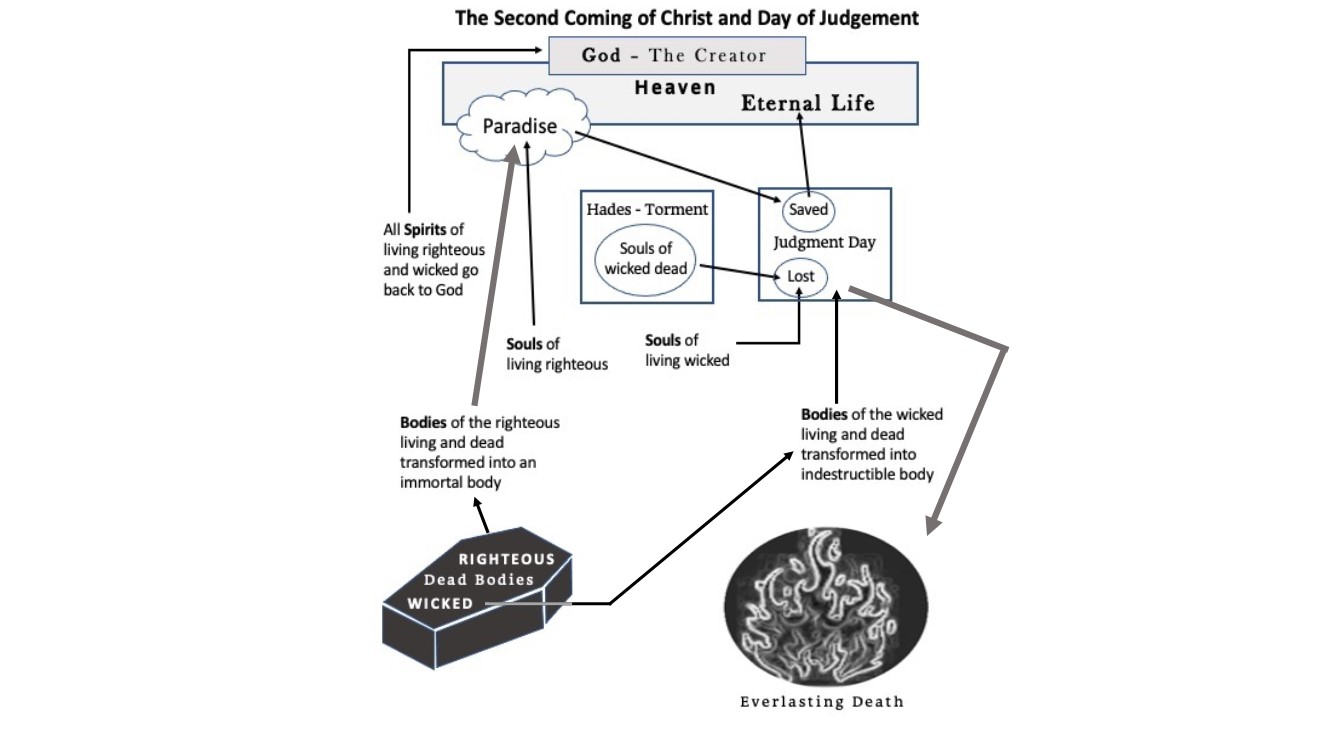 The Second Coming of Christ and Day of Judgement
God - The Creator
Heaven
Eternal Life
Paradise
Hades - Torment
Souls of
wicked dead
Saved
Judgment Day
Lost
All Spirits of
living righteous
and wicked go
back to God
Souls of
living righteous
Souls of
living wicked
Bodies of the righteous
living and dead
transformed into an
immortal body
Bodies of the wicked
living and dead
transformed into
indestructible body
RIGHTEOUS
Dead Bodies
WICKED
Everlasting Death